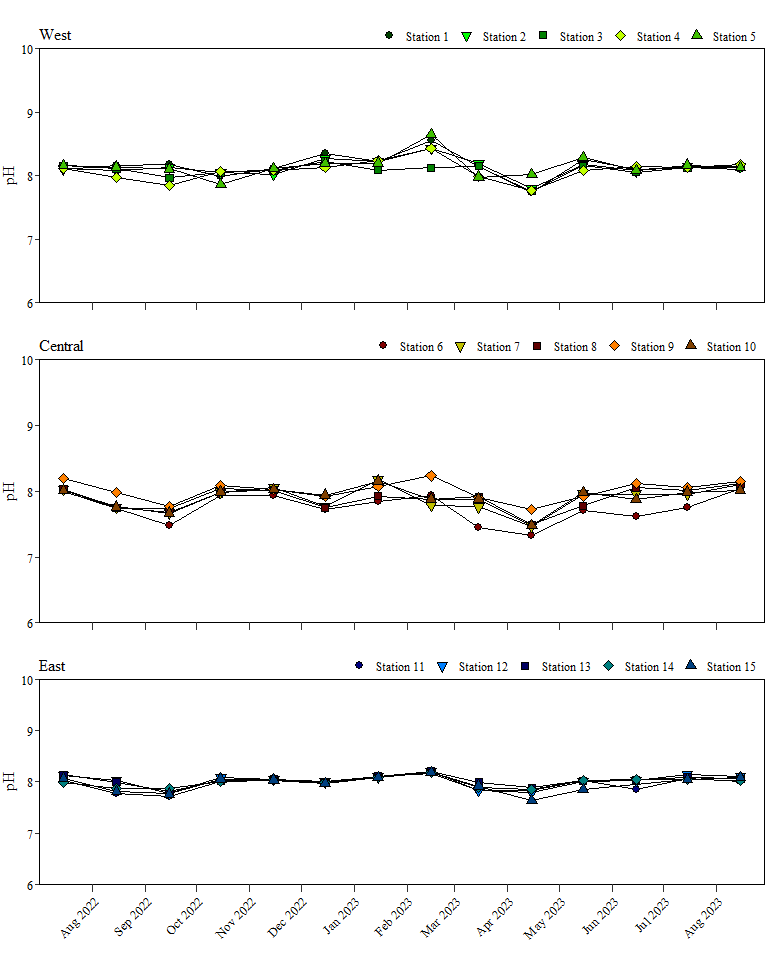 West
Station 1 Station 2 Station 3 Station 4 Station 5
10
9
8
7
6
pH
Central
Station 6 Station 7 Station 8 Station 9 Station 10
10
9
8
7
6
pH
East
Station 11 Station 12 Station 13 Station 14 Station 15
10
9
8
7
6
pH
Aug 2022 Sep 2022 Oct 2022 Nov 2022 Dec 2022 Jan 2023 Feb 2023 Mar 2023 Apr 2023 May 2023 Jun 2023 Jul 2023 Aug 2023